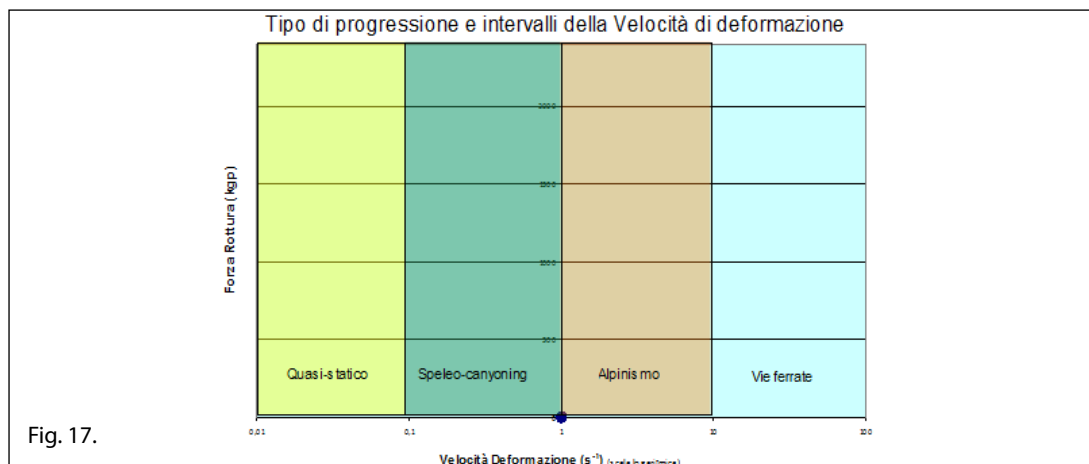 Tipo di progressione e intervalli della Velocità di deformazione
Forza Rottura (kgp)
Quasi-statico
Speleo-canyoning
Alpinismo
Vie ferrate
0,01
0,1
1
10
100
Velocità Deformazione (s⁻¹)
Fig. 17.